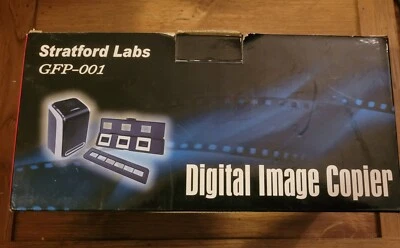 Stratford Labs
GFP-001
Digital Image Copier